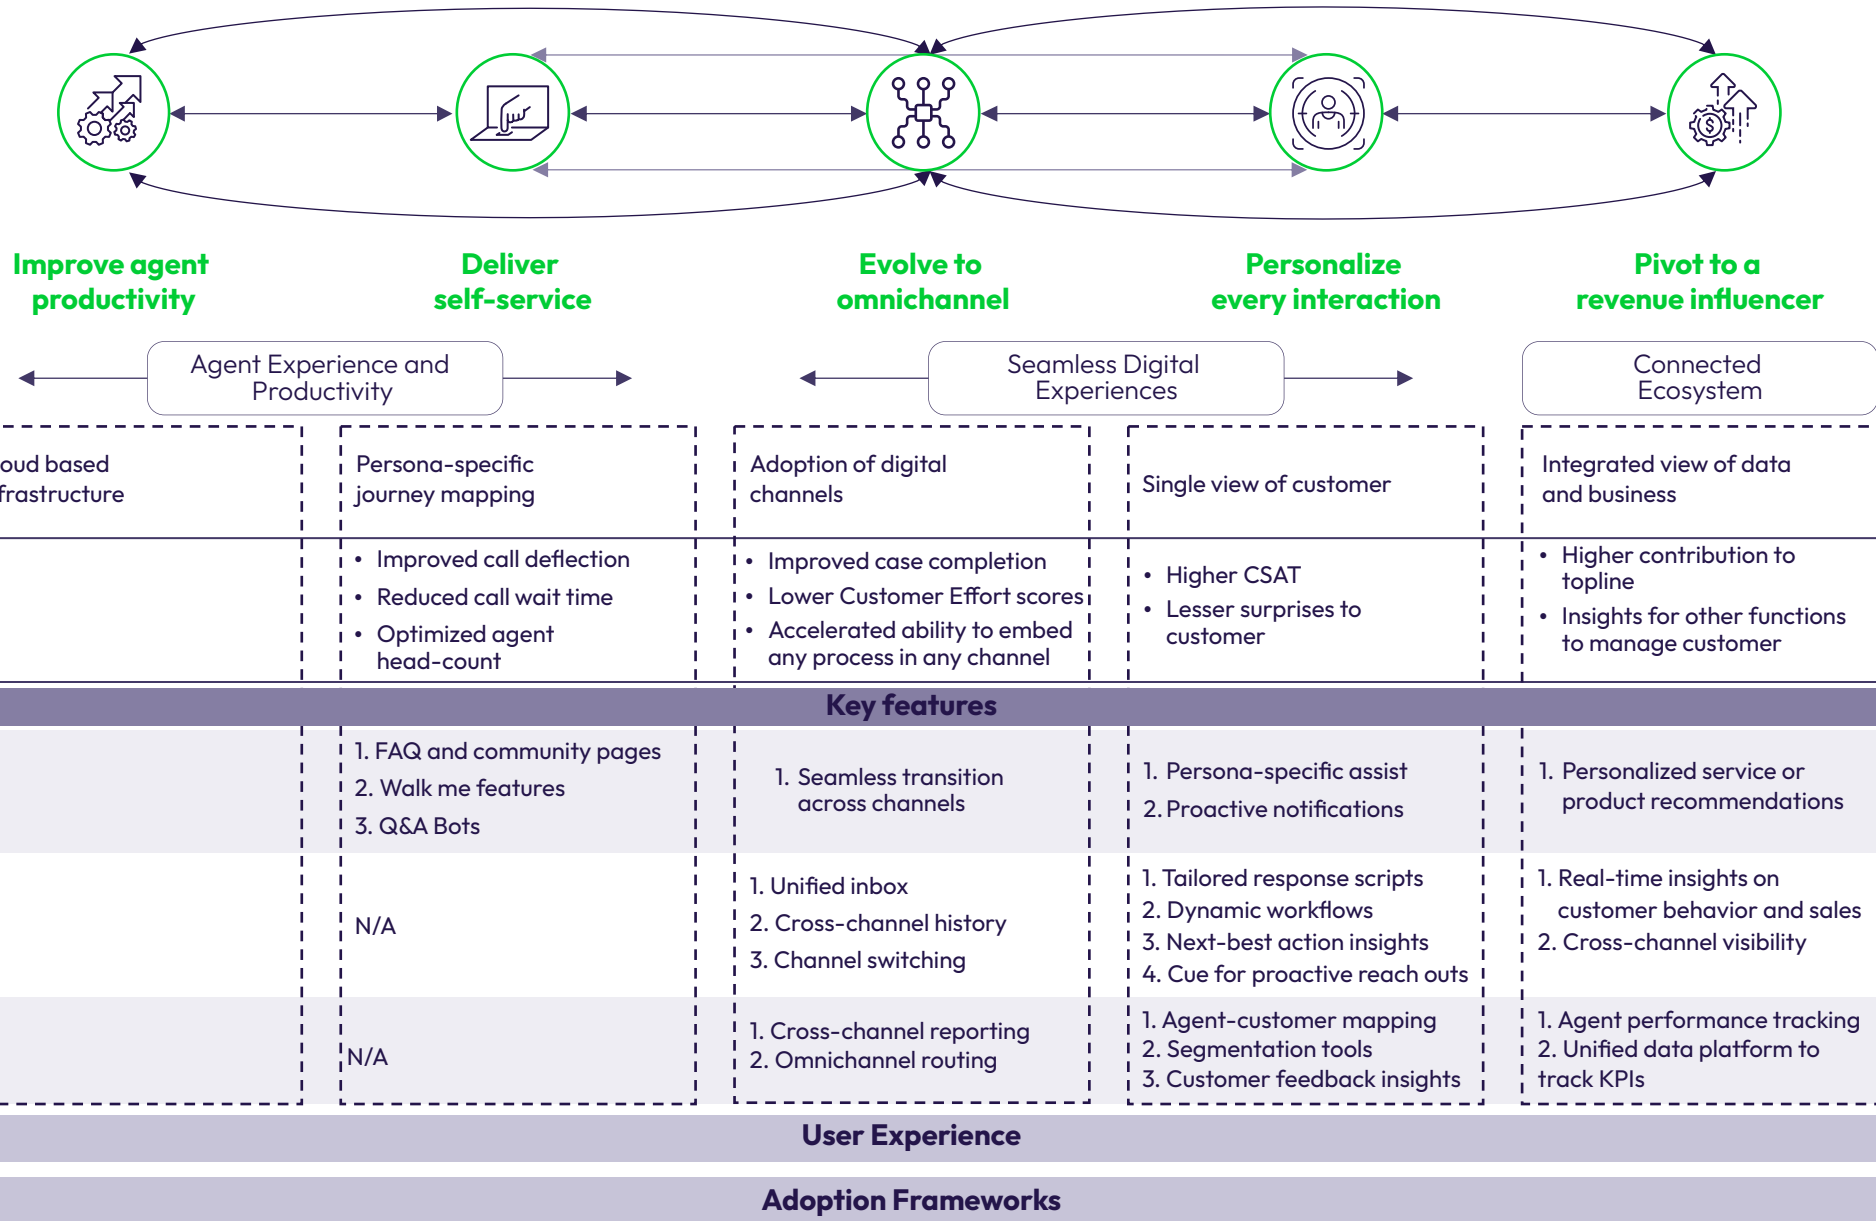 Improve agent
productivity
Deliver
self-service
Evolve to
omnichannel
Personalize
every interaction
Pivot to a
revenue influencer
Agent Experience and
Productivity
Seamless Digital
Experiences
Connected
Ecosystem
oud based
frastructure
Persona-specific
journey mapping
Adoption of digital
channels
Single view of customer
Integrated view of data
and business
• Improved call deflection
• Reduced call wait time
• Optimized agent
head-count
• Improved case completion
• Lower Customer Effort scores
• Accelerated ability to embed
any process in any channel
• Higher CSAT
• Lesser surprises to
customer
• Higher contribution to
topline
• Insights for other functions
to manage customer
Key features
1. FAQ and community pages
2. Walk me features
3. Q&A Bots
1. Seamless transition
across channels
1. Persona-specific assist
2. Proactive notifications
1. Personalized service or
product recommendations
N/A
1. Unified inbox
2. Cross-channel history
3. Channel switching
1. Tailored response scripts
2. Dynamic workflows
3. Next-best action insights
4. Cue for proactive reach outs
1. Real-time insights on
customer behavior and sales
2. Cross-channel visibility
N/A
1. Cross-channel reporting
2. Omnichannel routing
1. Agent-customer mapping
2. Segmentation tools
3. Customer feedback insights
1. Agent performance tracking
2. Unified data platform to
track KPIs
User Experience
Adoption Frameworks